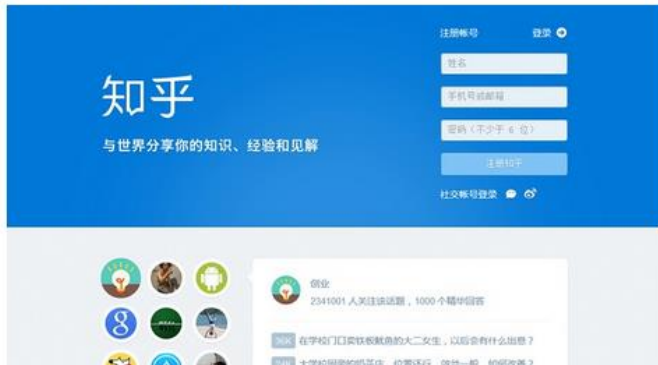 注册帐号 登录
知乎
姓名
手机号或邮箱
与世界分享你的知识、经验和见解
密码（不少于 6 位）
注册知乎
社交帐号登录
创业
2341001 人关注该话题，1000 个精华回答
在学校门口卖铁板鱿鱼的大二女生，以后会有什么出息？